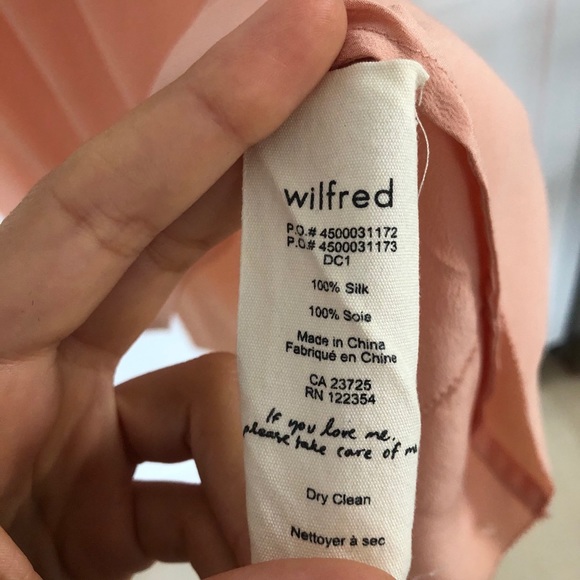 wilfred
P.O.# 4500031172
P.O.# 4500031173
DC1
100% Silk
100% Soie
Made in China
Fabriqué en Chine
CA 23725
RN 122354
If you love me,
please take care of
Dry Clean
Nettoyer à sec